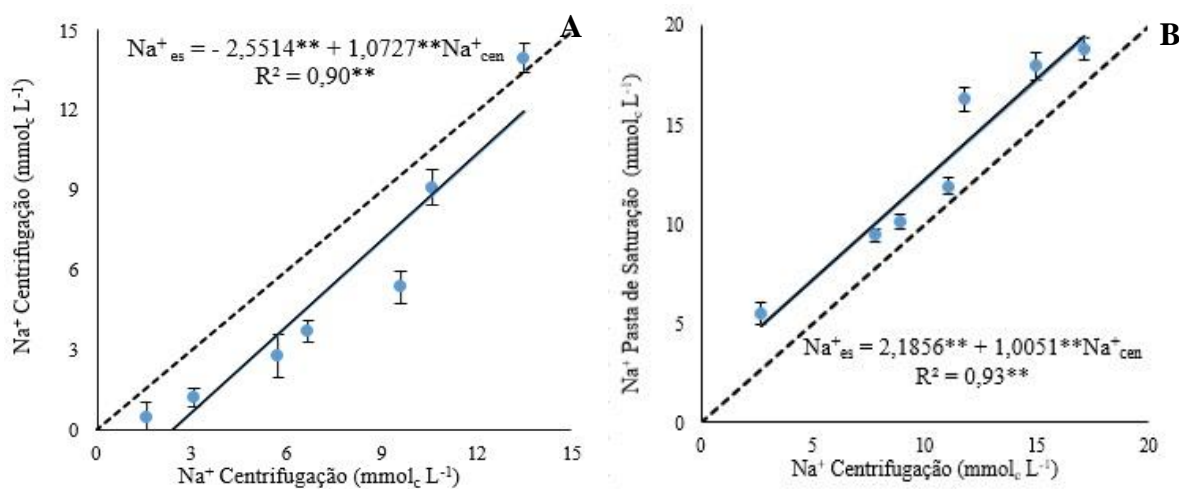 A
Na⁺ es = - 2,5514** + 1,0727**Na⁺cen
R² = 0,90**
Na⁺ Centrifugação (mmolc L⁻¹)
15
12
9
6
3
0
0 3 6 9 12 15
Na⁺ Centrifugação (mmolc L⁻¹)
B
Na⁺ Pasta de Saturação (mmolc L⁻¹)
20
15
10
5
0
Na⁺es = 2,1856** + 1,0051**Na⁺cen
R² = 0,93**
0 5 10 15 20
Na⁺ Centrifugação (mmolc L⁻¹)